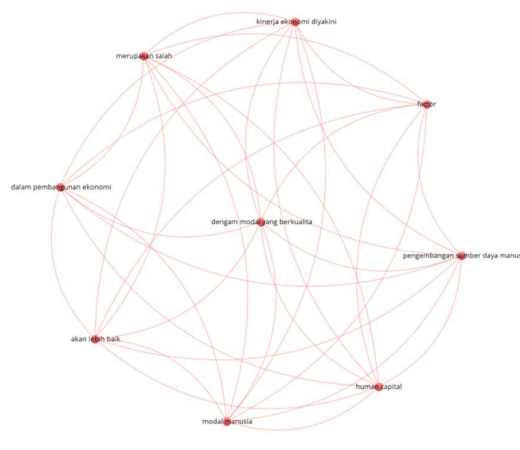 kinerja ekonomi diyakini
merupakan salah
factor
dalam pembangunan ekonomi
dengam modal yang berkualita
pengembangan sumber daya manus
akan lebih baik
human capital
modal manusia